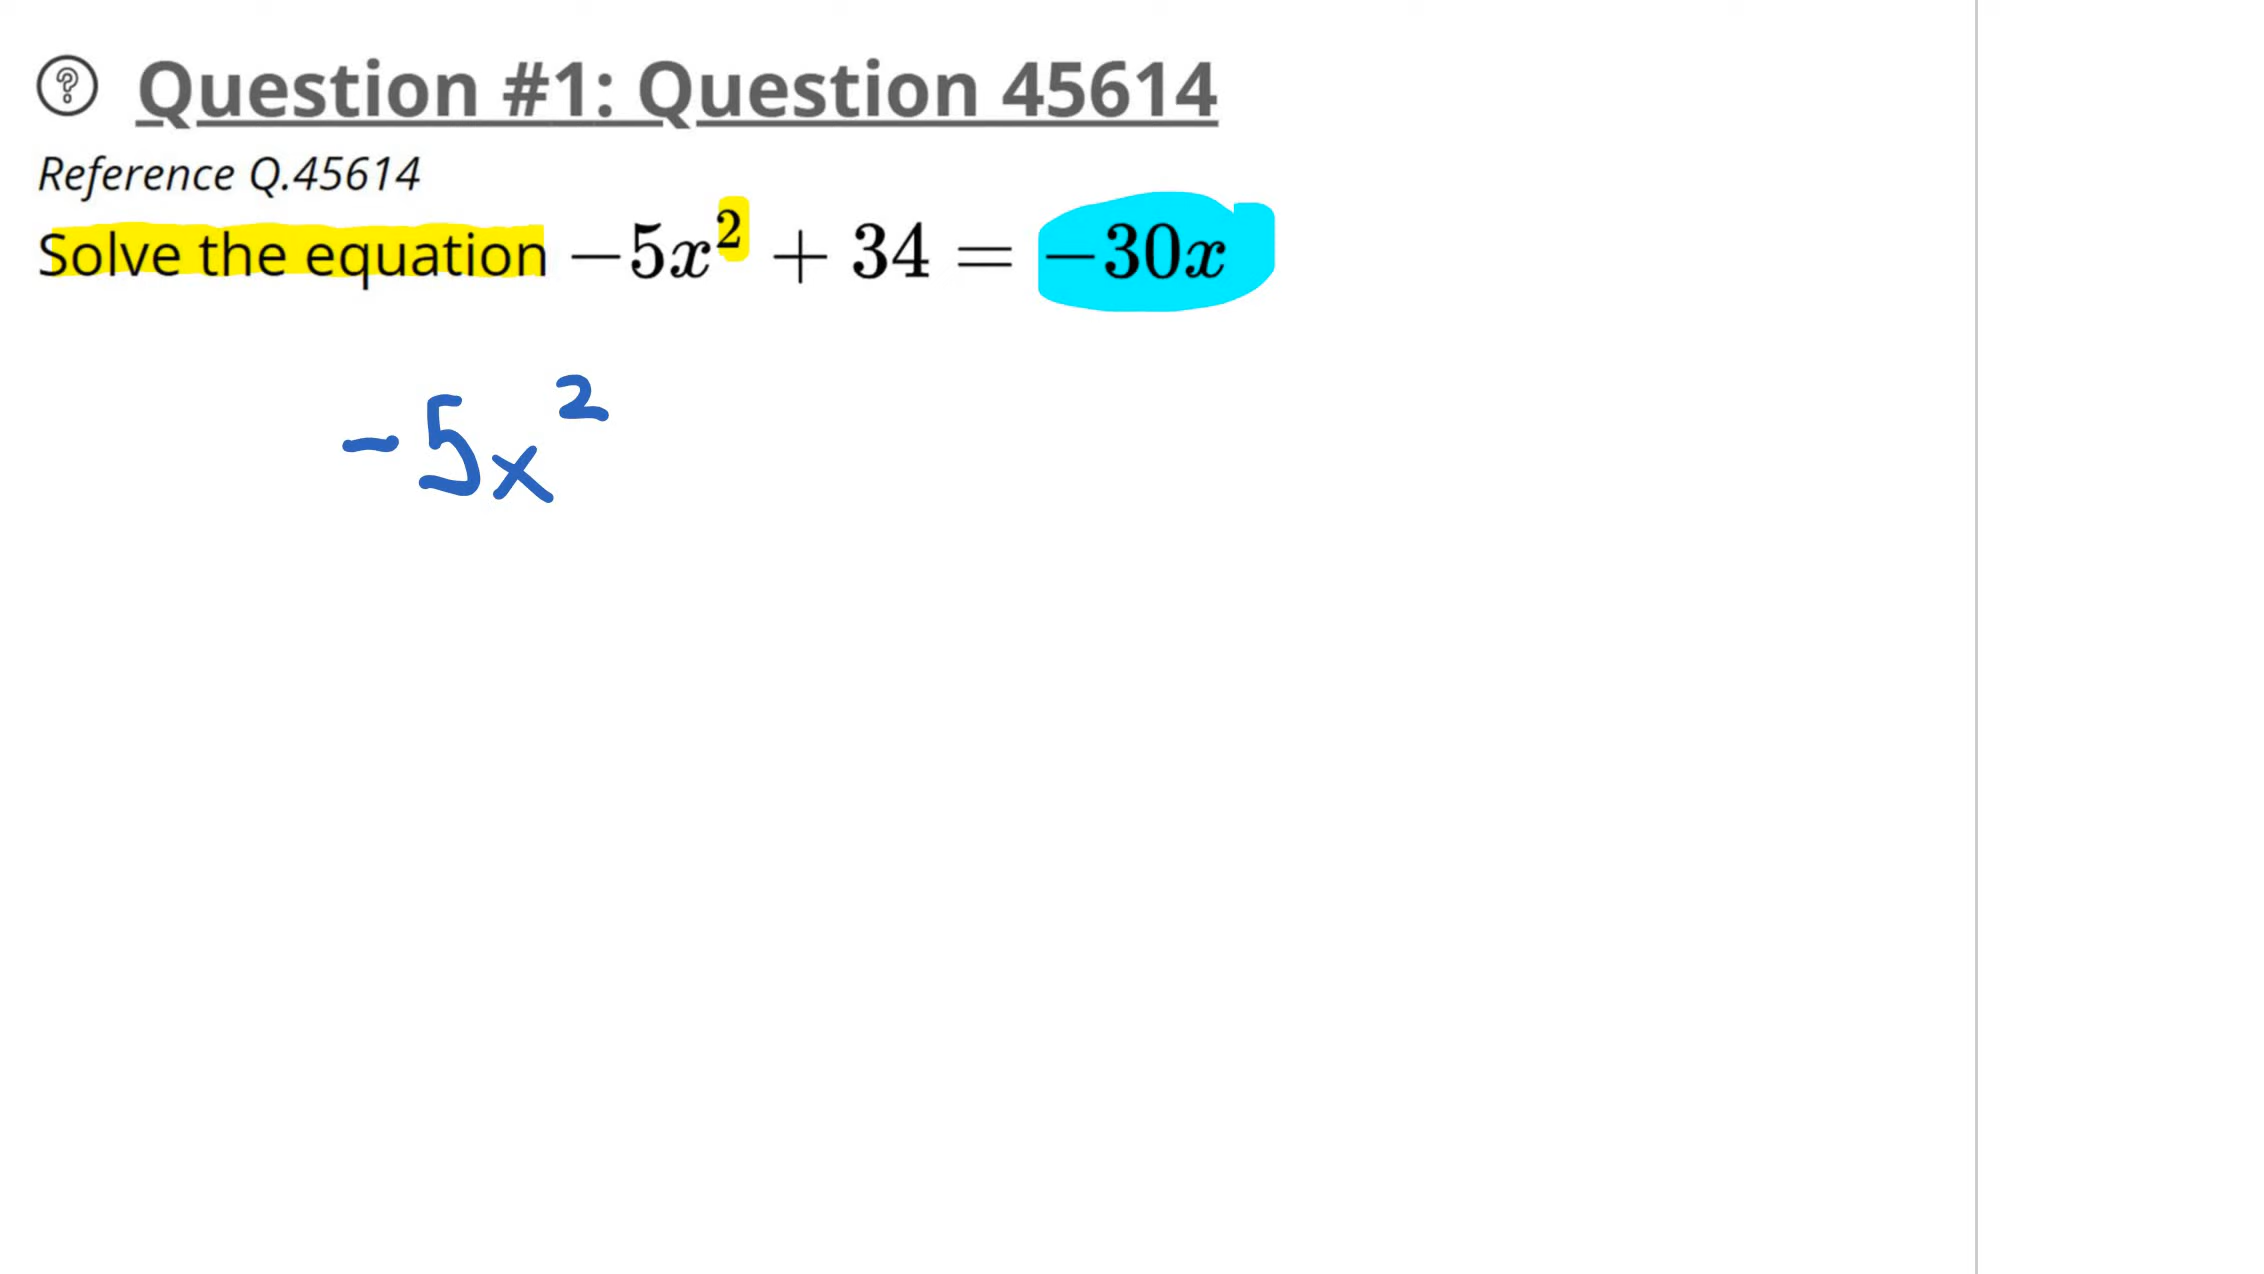 Question #1: Question 45614
Reference Q.45614
Solve the equation −5x² + 34 = −30x
-5x²